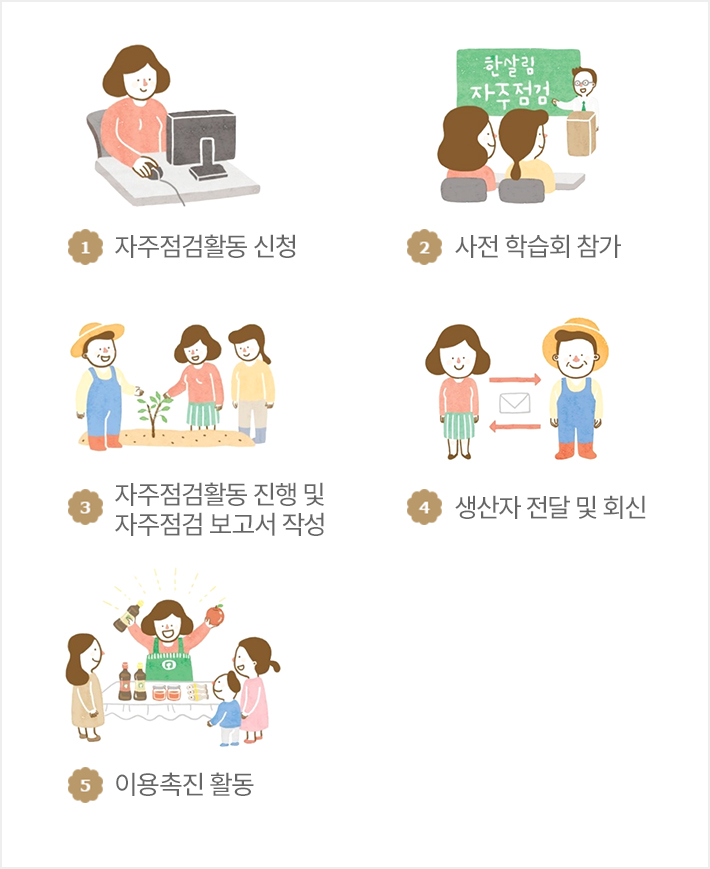 한살림
자주점검
1 자주점검활동 신청
2 사전 학습회 참가
3 자주점검활동 진행 및
자주점검 보고서 작성
4 생산자 전달 및 회신
5 이용촉진 활동